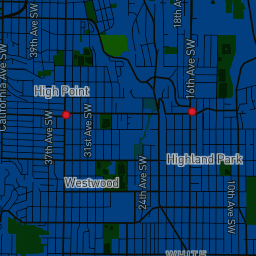 39th Ave SW
18th Ave
California Ave SW
High Point
16th Ave SW
37th Ave SW
31st Ave SW
Highland Park
Westwood
24th Ave SW
10th Ave SW
WHITE